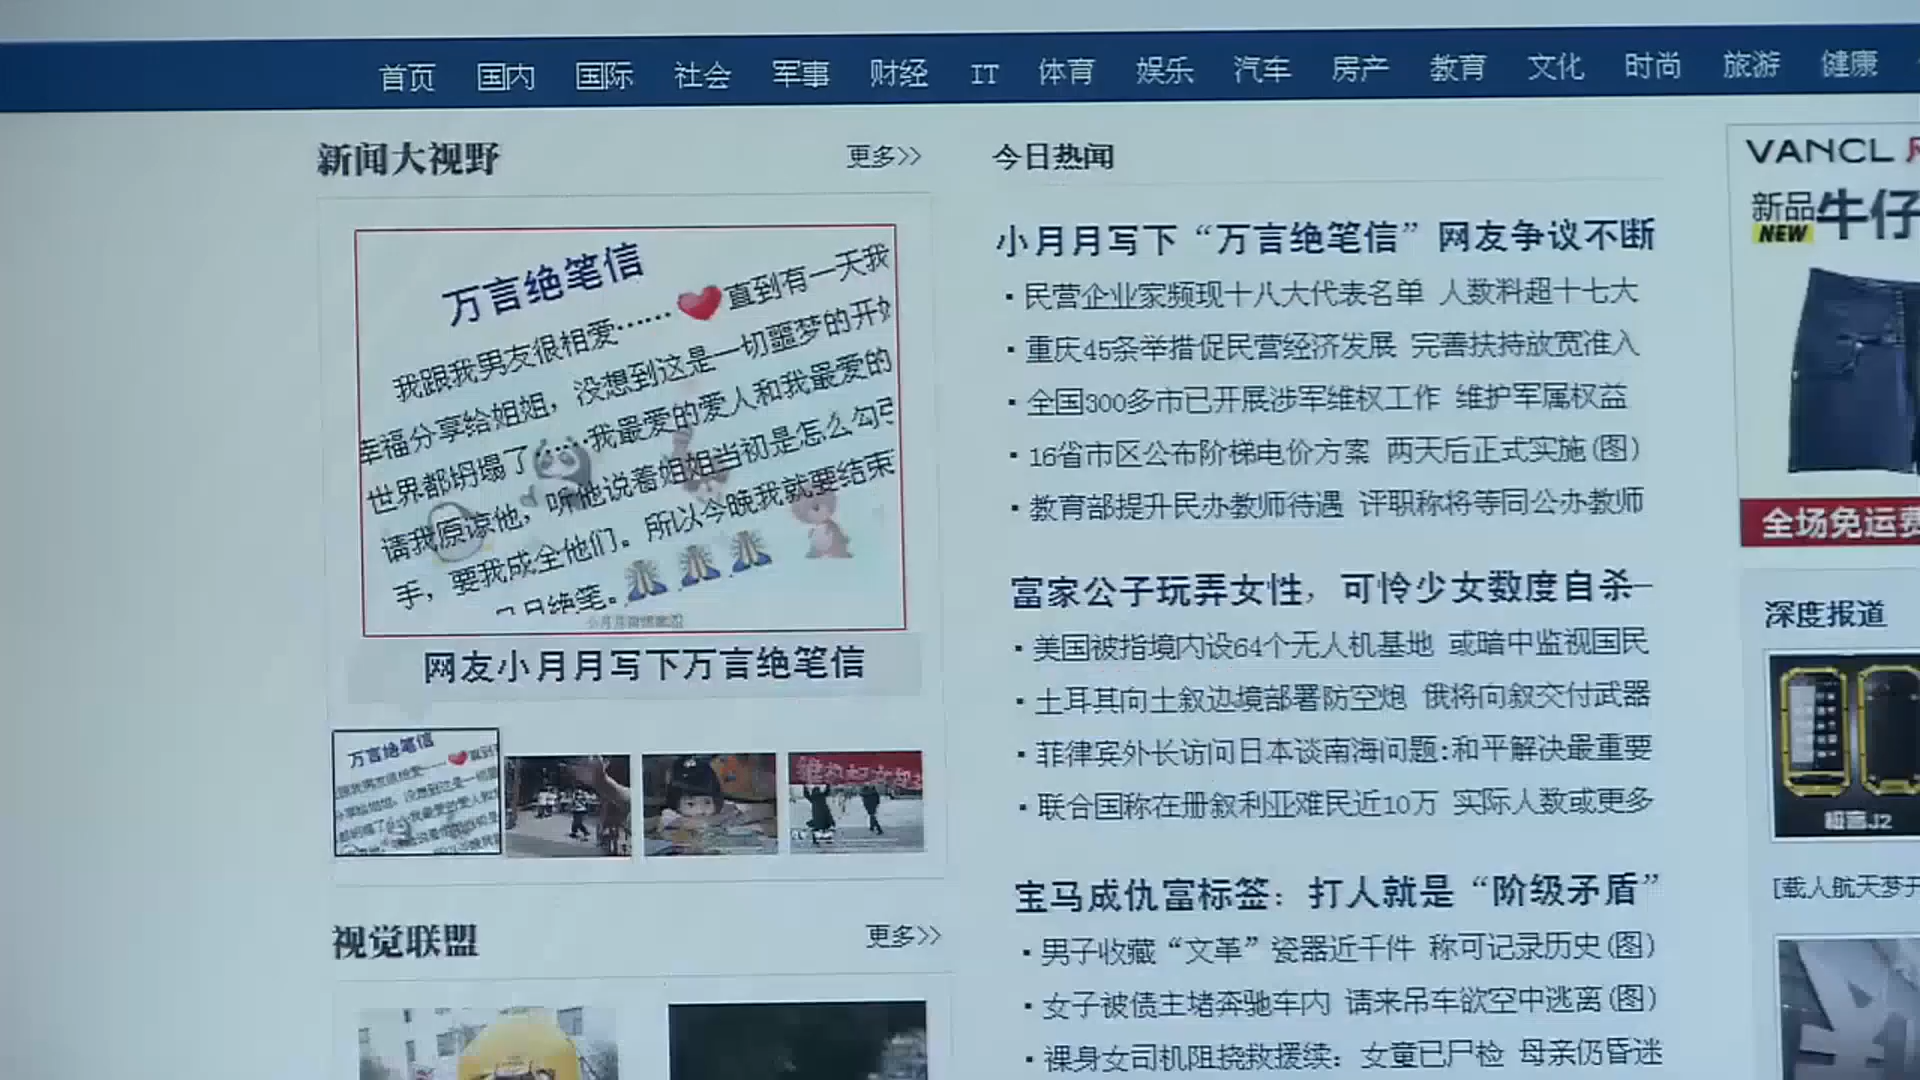 首页 国内 国际 社会 军事 财经 IT 体育 娱乐 汽车 房产 教育 文化 时尚 旅游 健康
新闻大视野 更多>>
万言绝笔信
我跟我男友很相爱……❤直到有一天我
幸福分享给姐姐，没想到这是一切噩梦的开始
世界都坍塌了……我最爱的爱人和我最爱的
请我原谅他，听他说着姐姐当初是怎么勾引
手，要我成全他们。所以今晚我就要结束
绝笔。
网友小月月写下万言绝笔信
万言绝笔信
视觉联盟 更多>>
今日热闻
小月月写下“万言绝笔信”网友争议不断
·民营企业家频现十八大代表名单 人数料超十七大
·重庆45条举措促民营经济发展 完善扶持放宽准入
·全国300多市已开展涉军维权工作 维护军属权益
·16省市区公布阶梯电价方案 两天后正式实施(图)
·教育部提升民办教师待遇 评职称将等同公办教师
富家公子玩弄女性，可怜少女数度自杀
·美国被指境内设64个无人机基地 或暗中监视国民
·土耳其向土叙边境部署防空炮 俄将向叙交付武器
·菲律宾外长访问日本谈南海问题:和平解决最重要
·联合国称在册叙利亚难民近10万 实际人数或更多
宝马成仇富标签：打人就是“阶级矛盾”
·男子收藏“文革”瓷器近千件 称可记录历史(图)
·女子被债主堵奔驰车内 请来吊车欲空中逃离(图)
·裸身女司机阻挠救援续：女童已尸检 母亲仍昏迷
VANCL
新品 牛仔
NEW
全场免运费
深度报道
极喜J2
[载人航天梦开